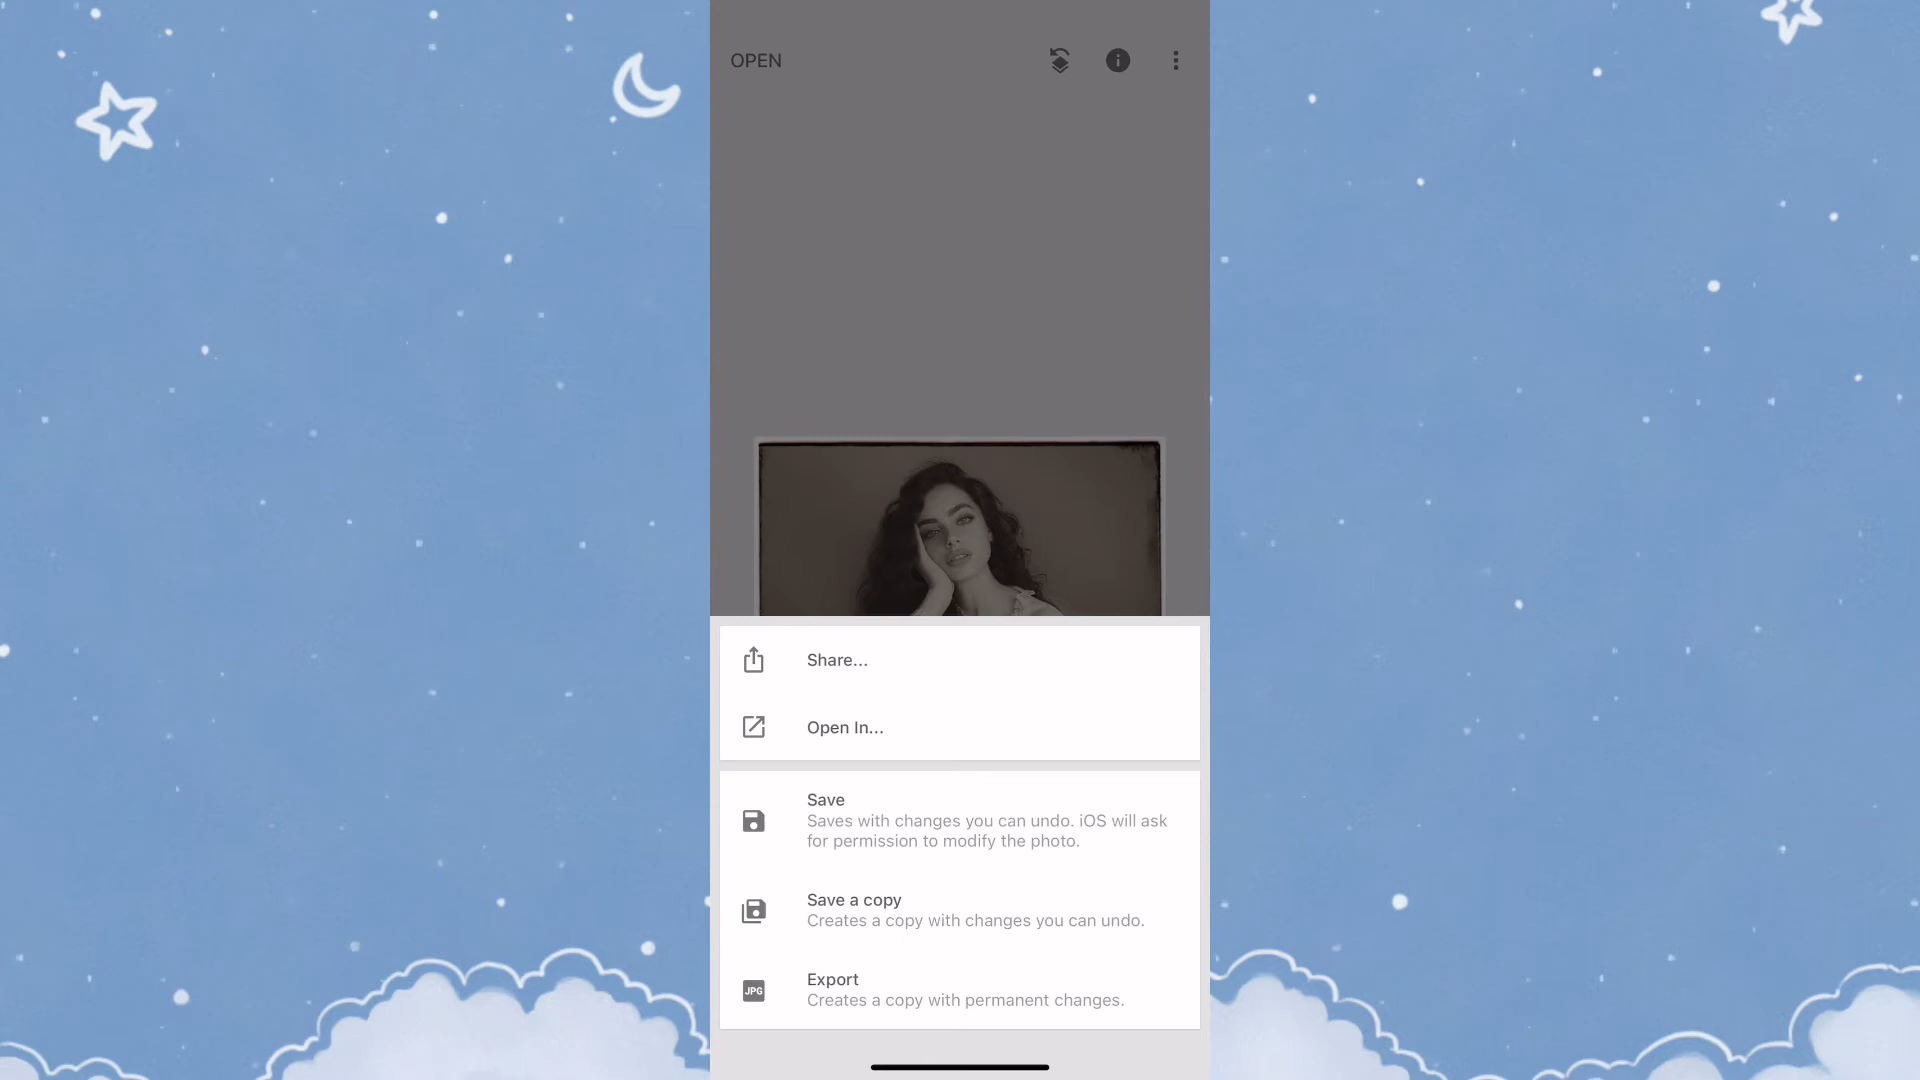 OPEN
Share...
Open In...
Save
Saves with changes you can undo. iOS will ask
for permission to modify the photo.
Save a copy
Creates a copy with changes you can undo.
JPG
Export
Creates a copy with permanent changes.